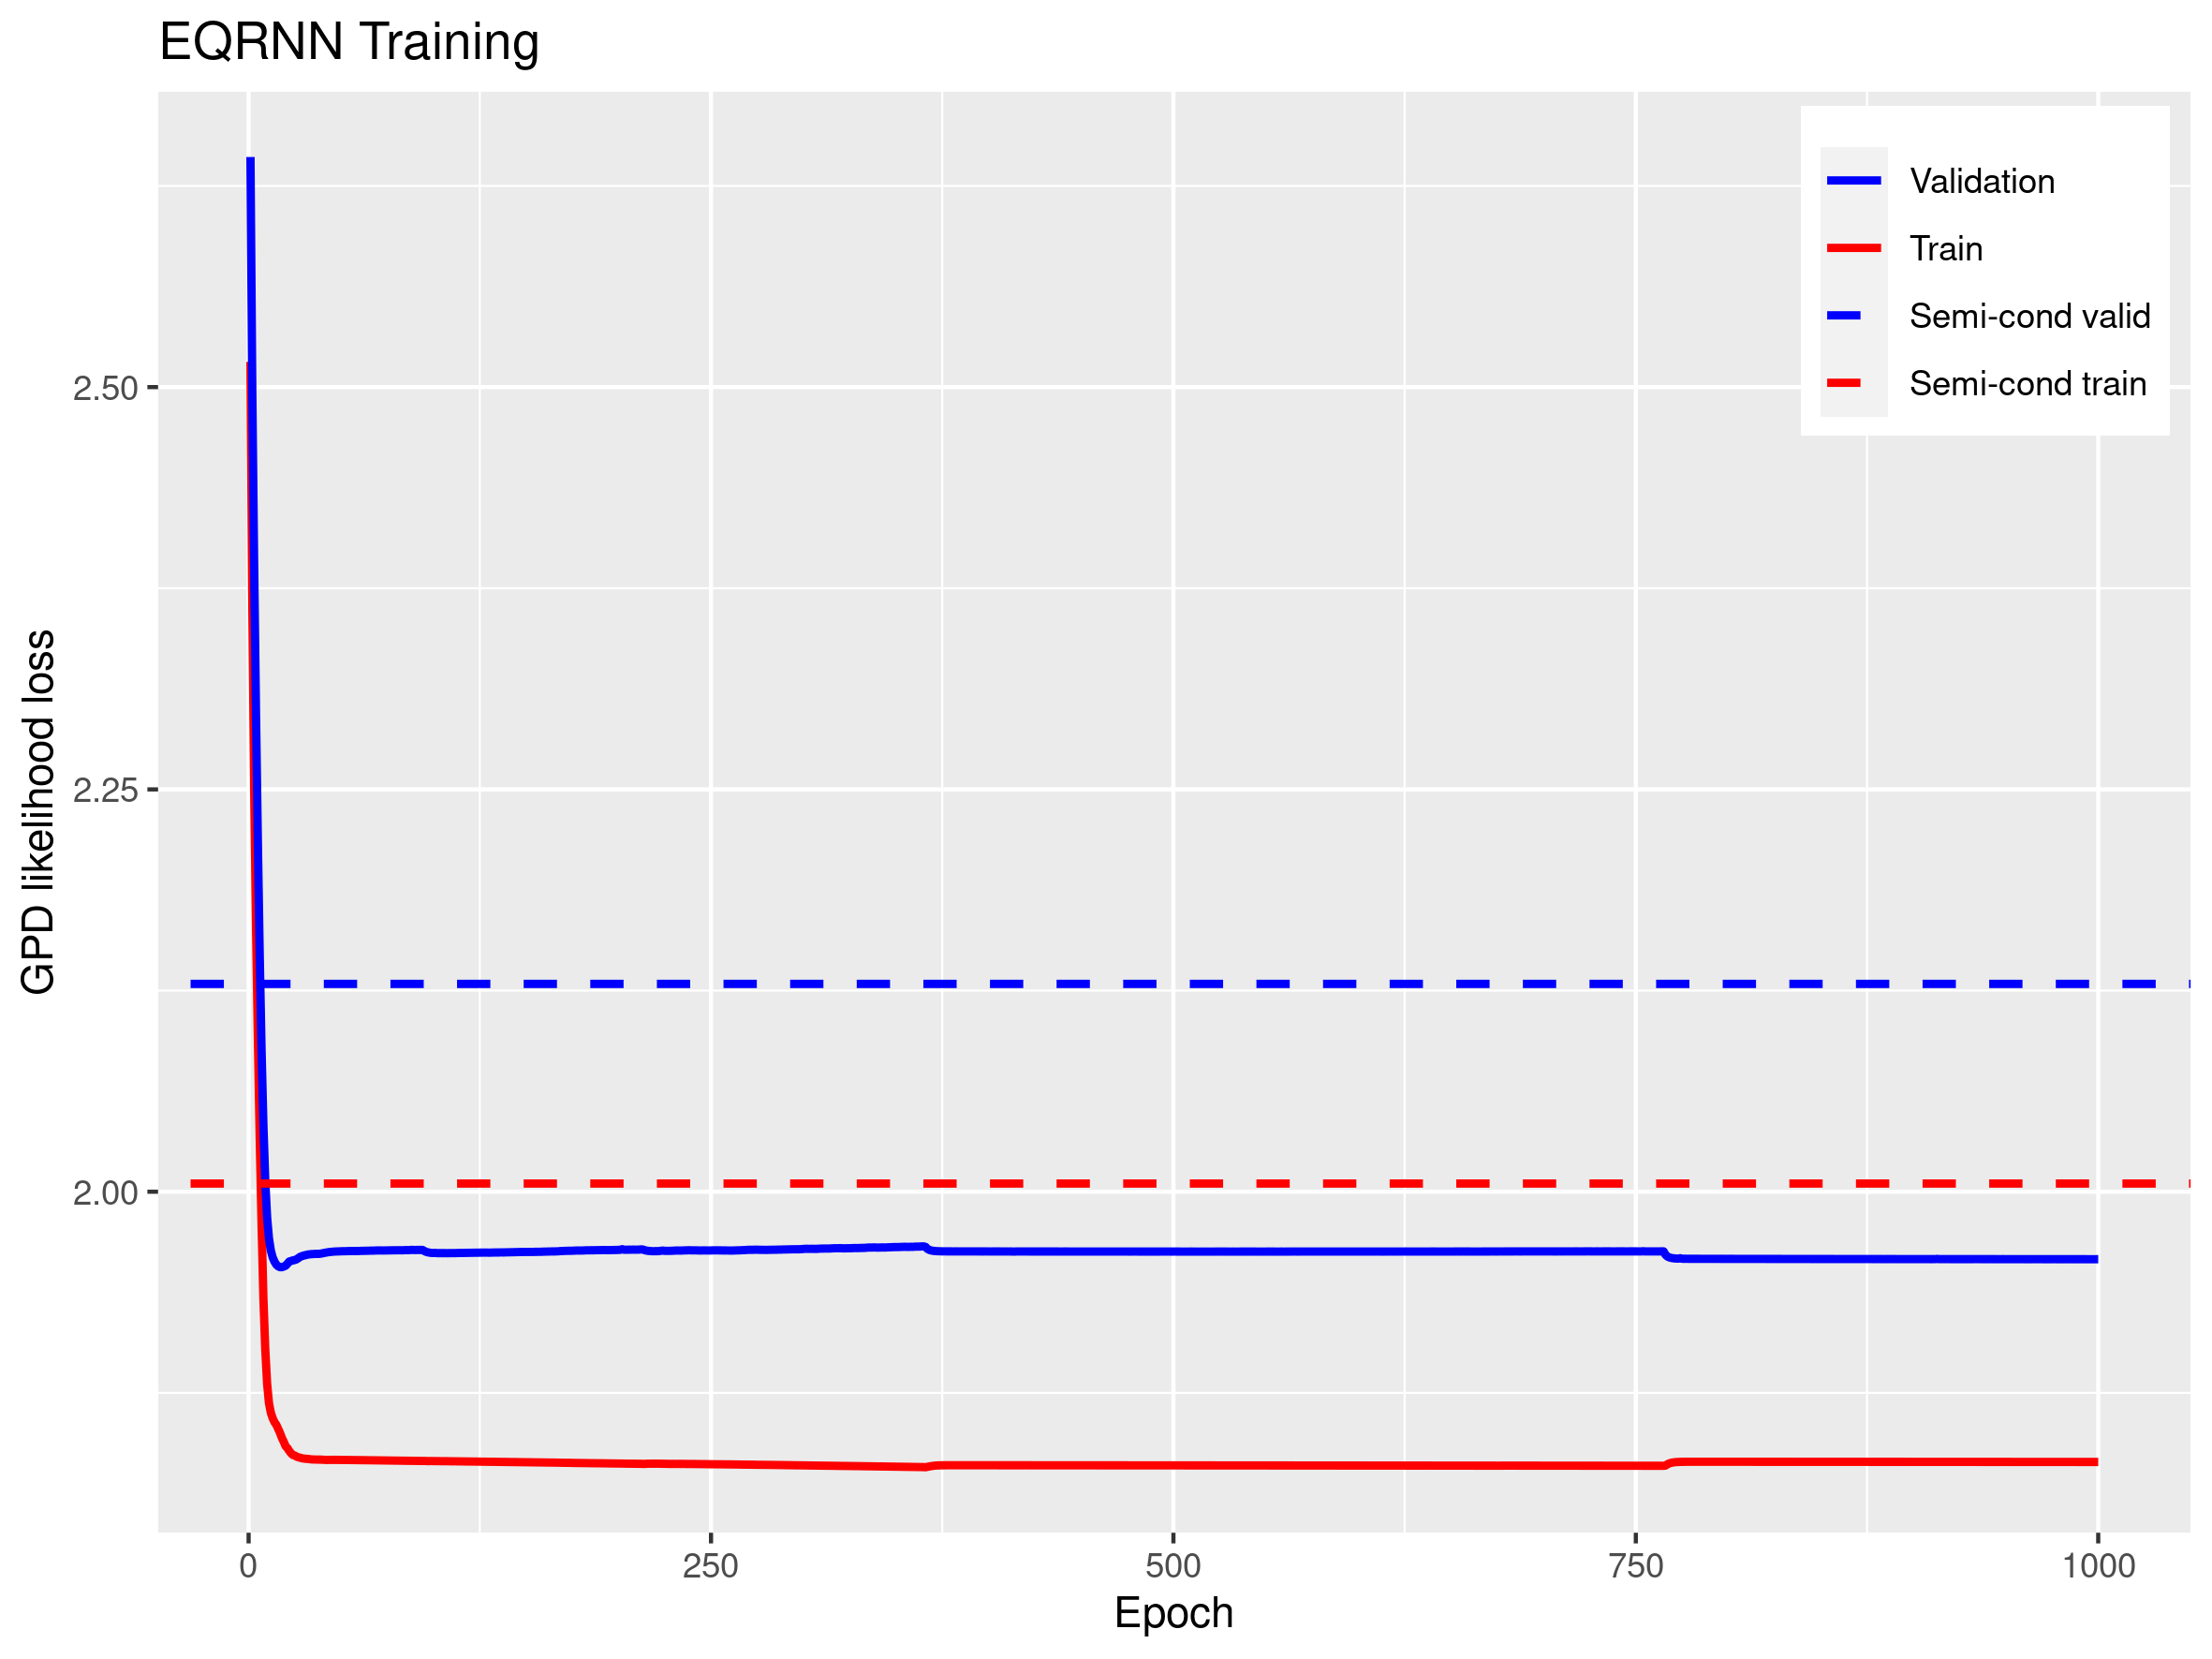 EQRNN Training
Validation
Train
Semi-cond valid
Semi-cond train
GPD likelihood loss
2.50
2.25
2.00
0
250
500
750
1000
Epoch